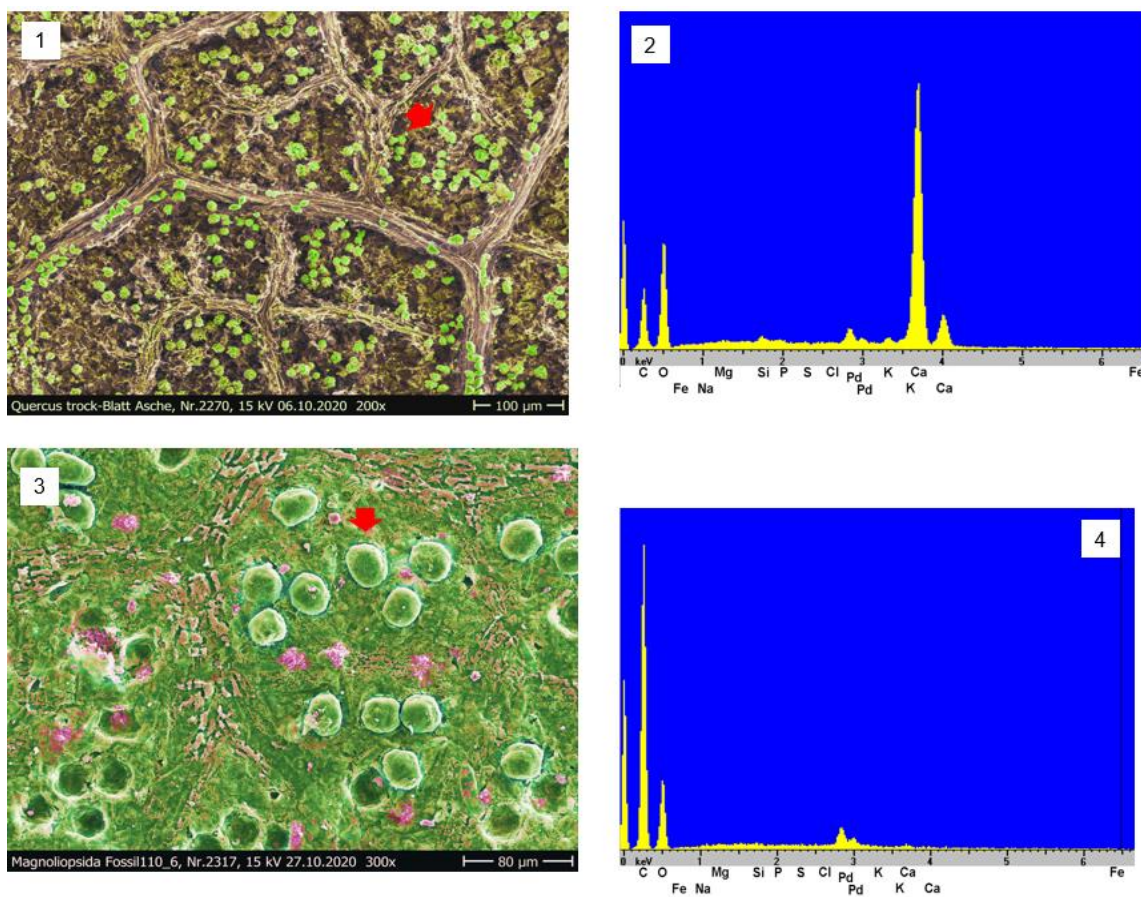 1
Quercus trock-Blatt Asche, Nr.2270, 15 kV 06.10.2020 200x
100 µm
2
0 keV 1 2 3 4 5 6
C O Mg Si P S Cl Pd K Ca Fe
Fe Na Pd K Ca
3
Magnoliopsida Fossil110_6, Nr.2317, 15 kV 27.10.2020 300x
80 µm
4
0 keV 1 2 3 4 5 6
C O Mg Si P S Cl Pd K Ca Fe
Fe Na Pd K Ca